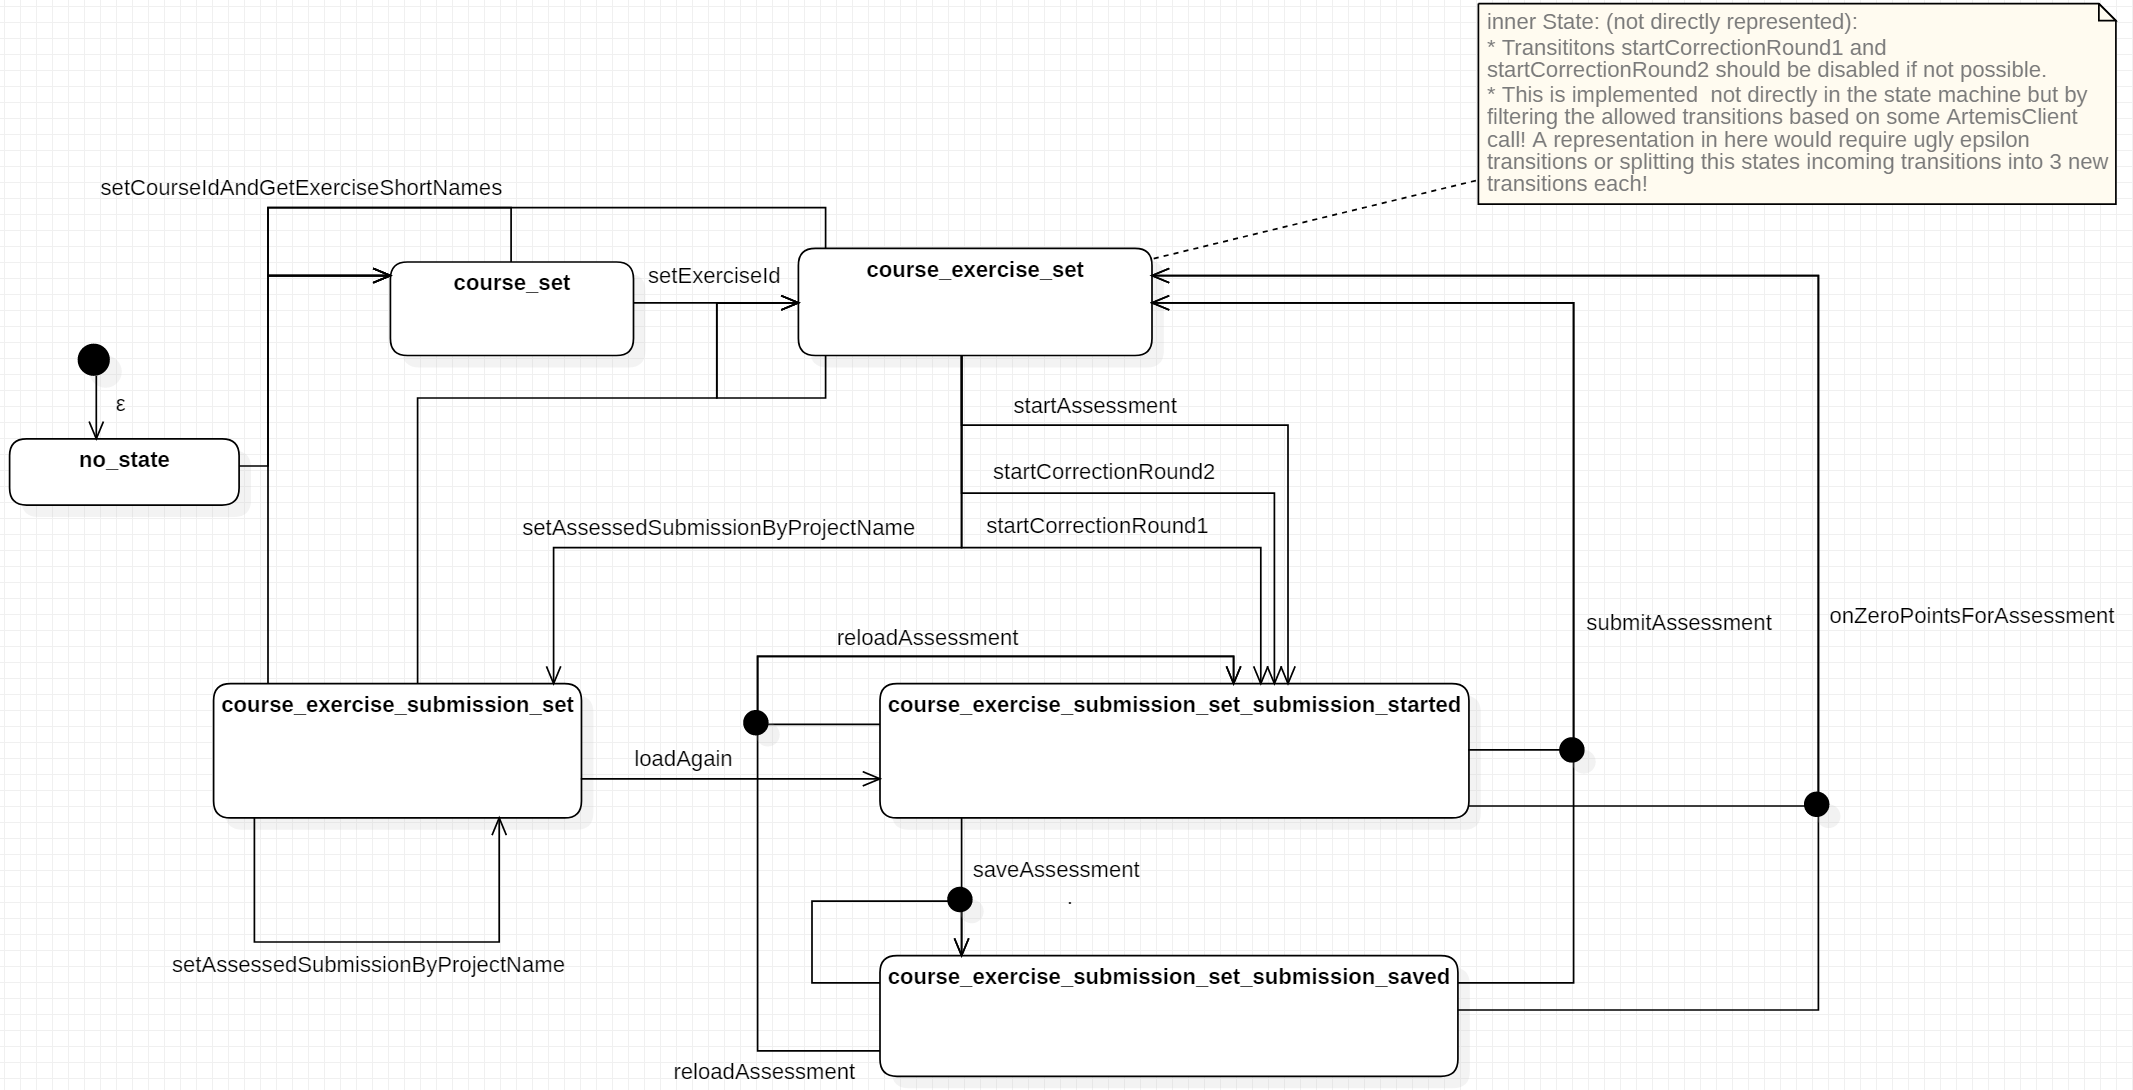 inner State: (not directly represented):
* Transititons startCorrectionRound1 and
startCorrectionRound2 should be disabled if not possible.
* This is implemented  not directly in the state machine but by
filtering the allowed transitions based on some ArtemisClient
call! A representation in here would require ugly epsilon
transitions or splitting this states incoming transitions into 3 new
transitions each!
setCourseIdAndGetExerciseShortNames
course_set
setExerciseId
course_exercise_set
ε
no_state
startAssessment
startCorrectionRound2
setAssessedSubmissionByProjectName
startCorrectionRound1
submitAssessment
onZeroPointsForAssessment
reloadAssessment
course_exercise_submission_set
course_exercise_submission_set_submission_started
loadAgain
saveAssessment
.
setAssessedSubmissionByProjectName
course_exercise_submission_set_submission_saved
reloadAssessment